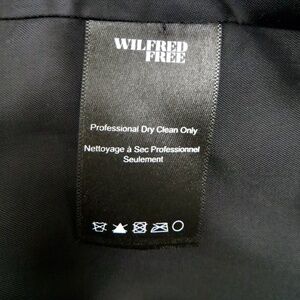 WILFRED
FREE
Professional Dry Clean Only
Nettoyage à Sec Professionnel
Seulement